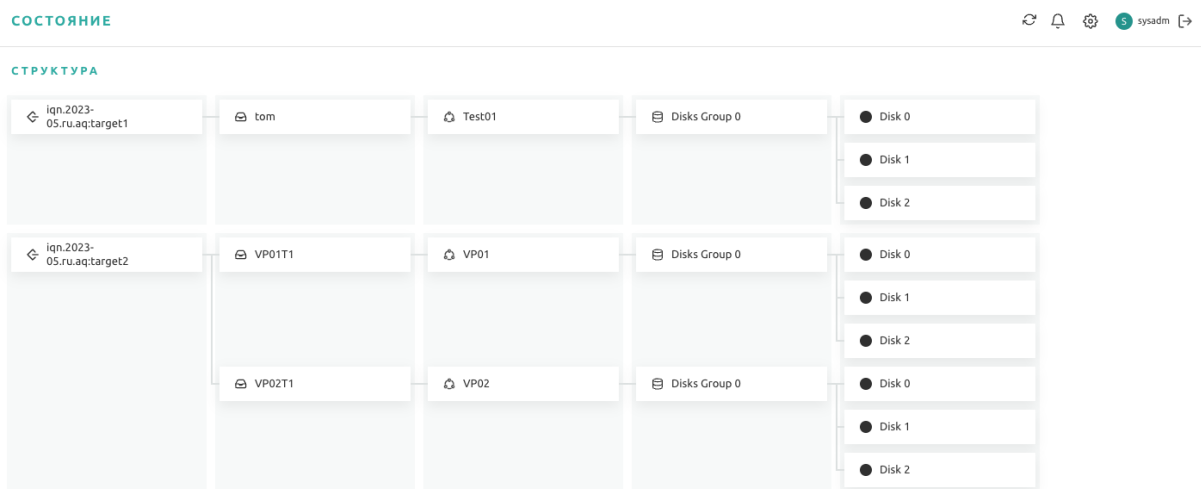 СОСТОЯНИЕ
S sysadm
СТРУКТУРА
iqn.2023-
05.ru.aq:target1
tom
Test01
Disks Group 0
Disk 0
Disk 1
Disk 2
iqn.2023-
05.ru.aq:target2
VP01T1
VP01
Disks Group 0
Disk 0
Disk 1
Disk 2
VP02T1
VP02
Disks Group 0
Disk 0
Disk 1
Disk 2